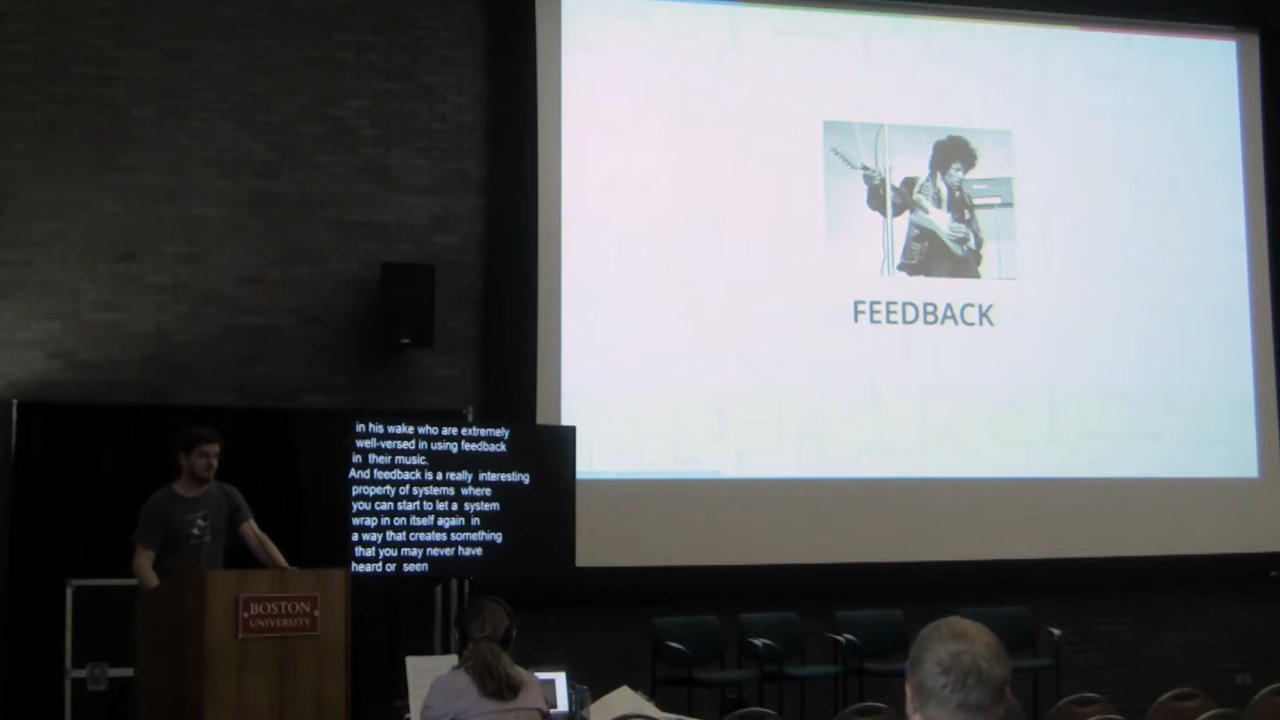 FEEDBACK
in his wake who are extremely
well-versed in using feedback
in their music.
And feedback is a really interesting
property of systems where
you can start to let a system
wrap in on itself again in
a way that creates something
that you may never have
heard or seen
BOSTON
UNIVERSITY